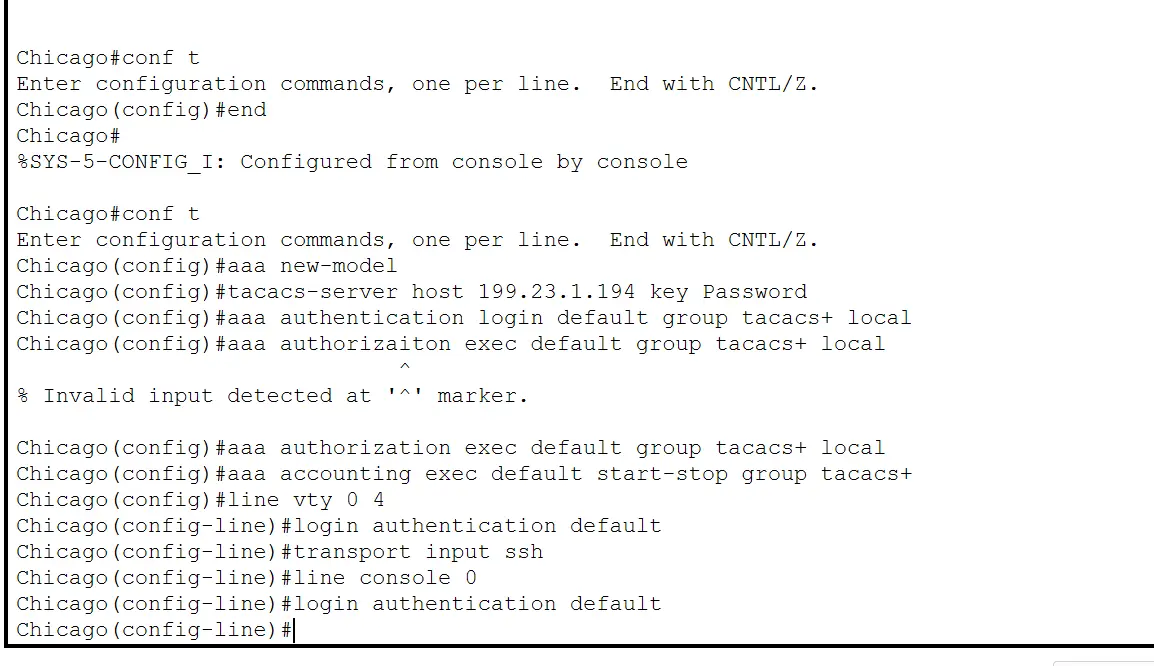 Chicago#conf t
Enter configuration commands, one per line.  End with CNTL/Z.
Chicago(config)#end
Chicago#
%SYS-5-CONFIG_I: Configured from console by console
Chicago#conf t
Enter configuration commands, one per line.  End with CNTL/Z.
Chicago(config)#aaa new-model
Chicago(config)#tacacs-server host 199.23.1.194 key Password
Chicago(config)#aaa authentication login default group tacacs+ local
Chicago(config)#aaa authorizaiton exec default group tacacs+ local
^
% Invalid input detected at '^' marker.
Chicago(config)#aaa authorization exec default group tacacs+ local
Chicago(config)#aaa accounting exec default start-stop group tacacs+
Chicago(config)#line vty 0 4
Chicago(config-line)#login authentication default
Chicago(config-line)#transport input ssh
Chicago(config-line)#line console 0
Chicago(config-line)#login authentication default
Chicago(config-line)#